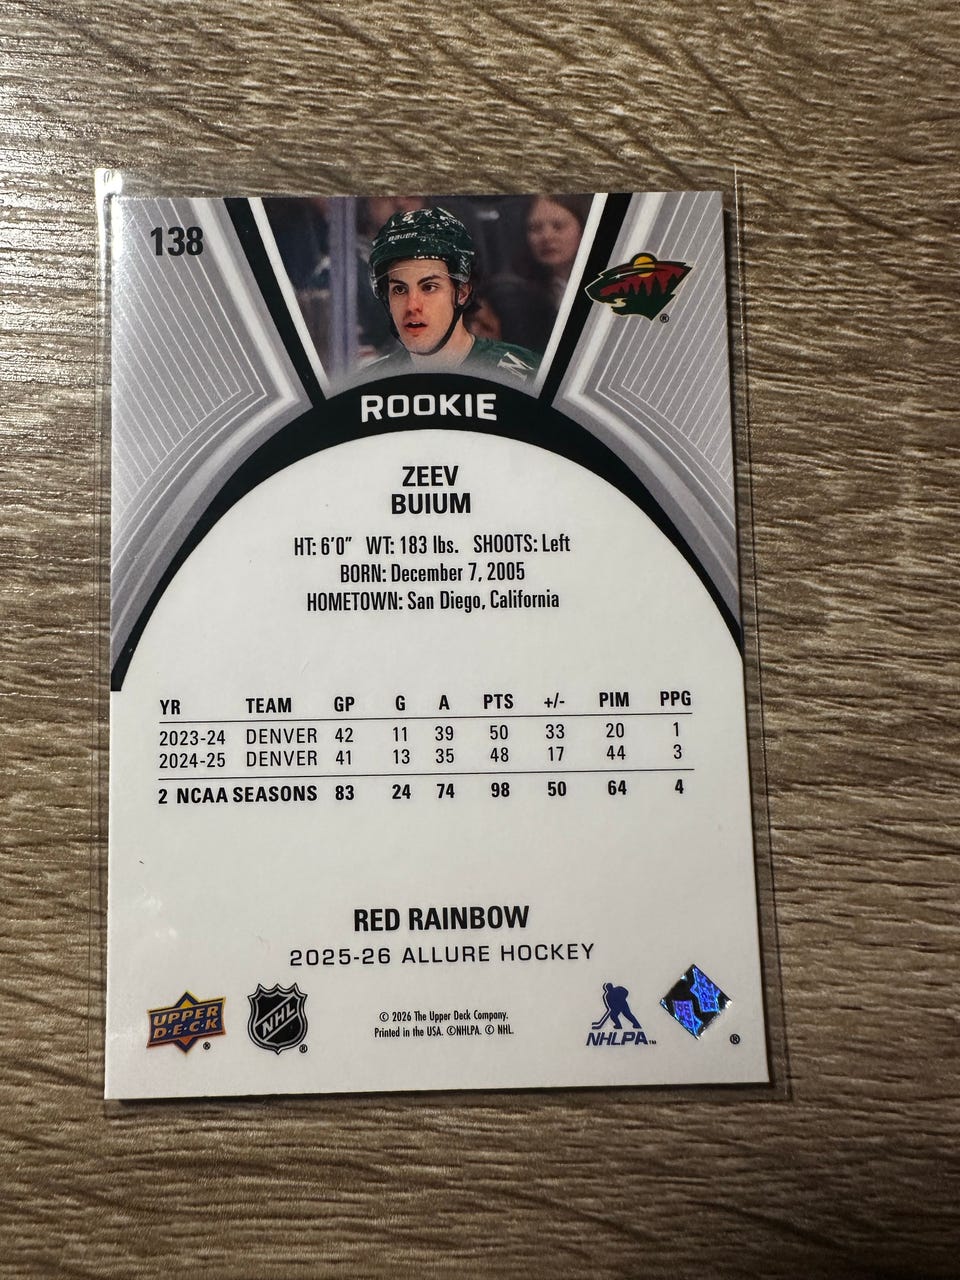 138
BAUER
®
ROOKIE
ZEEV
BUIUM
HT: 6'0" WT: 183 lbs. SHOOTS: Left
BORN: December 7, 2005
HOMETOWN: San Diego, California
YR TEAM GP G A PTS +/- PIM PPG
2023-24 DENVER 42 11 39 50 33 20 1
2024-25 DENVER 41 13 35 48 17 44 3
2 NCAA SEASONS 83 24 74 98 50 64 4
RED RAINBOW
2025-26 ALLURE HOCKEY
UPPER
D·E·C·K
®
NHL
®
© 2026 The Upper Deck Company.
Printed in the USA. ©NHLPA. © NHL.
NHLPA™
®